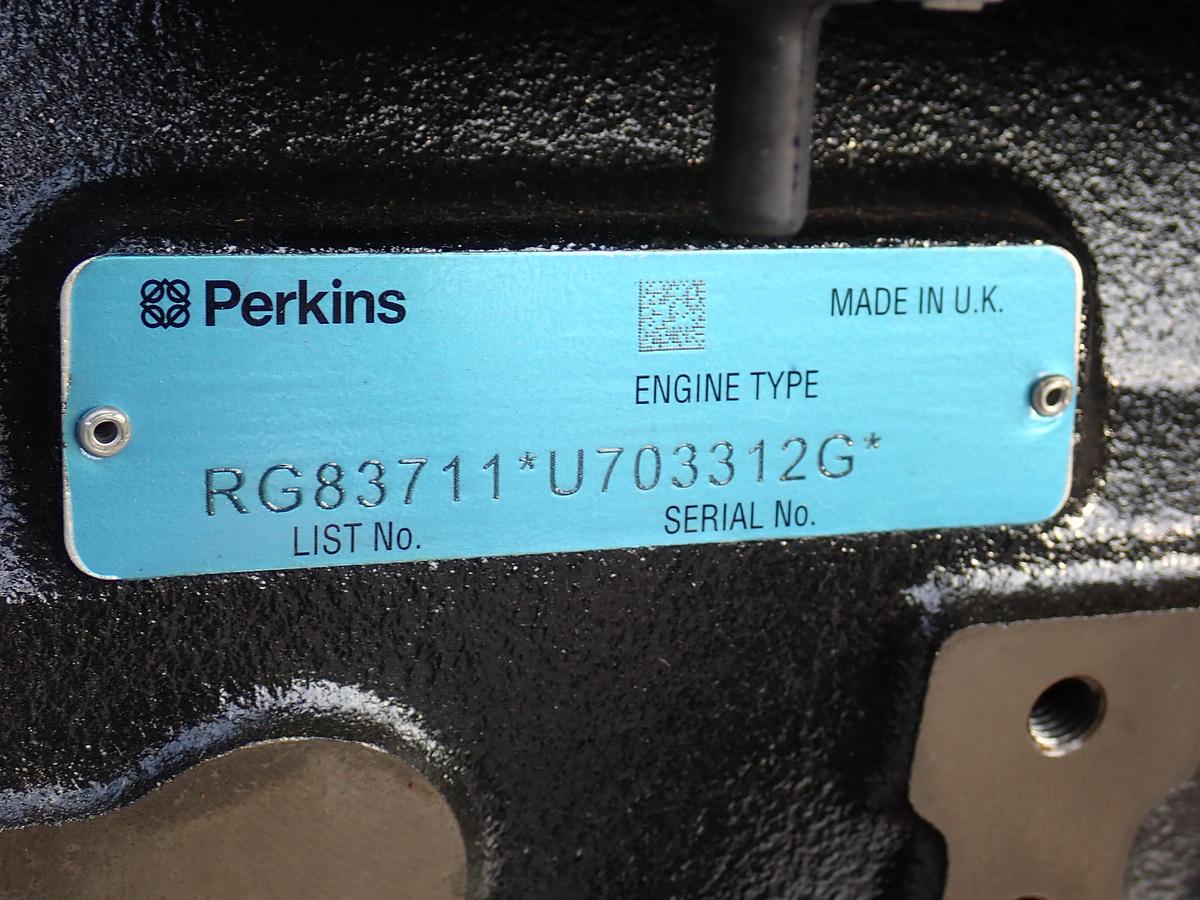 Perkins
MADE IN U.K.
ENGINE TYPE
RG83711*U703312G*
LIST No. SERIAL No.